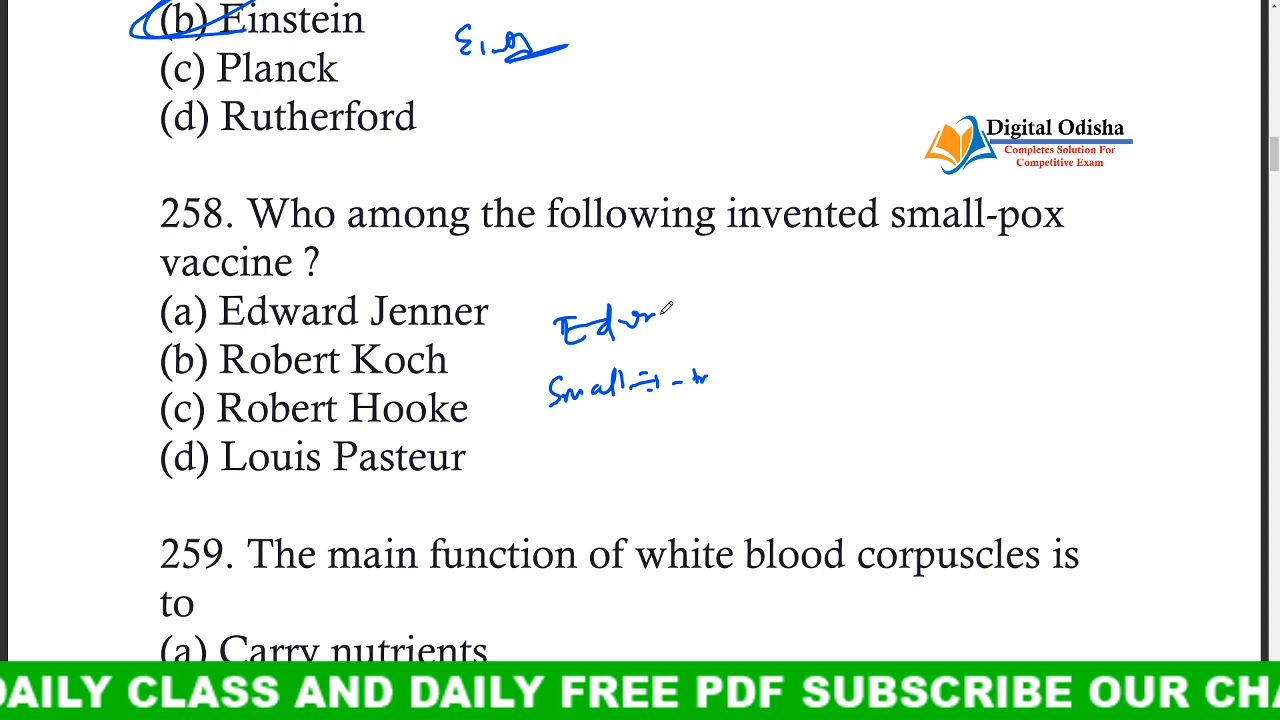 (b) Einstein
(c) Planck
(d) Rutherford
Digital Odisha
Completes Solution For
Competitive Exam
258. Who among the following invented small-pox
vaccine ?
(a) Edward Jenner
(b) Robert Koch
(c) Robert Hooke
(d) Louis Pasteur
Small
259. The main function of white blood corpuscles is
to
(a) Carry nutrients
DAILY CLASS AND DAILY FREE PDF SUBSCRIBE OUR CHA